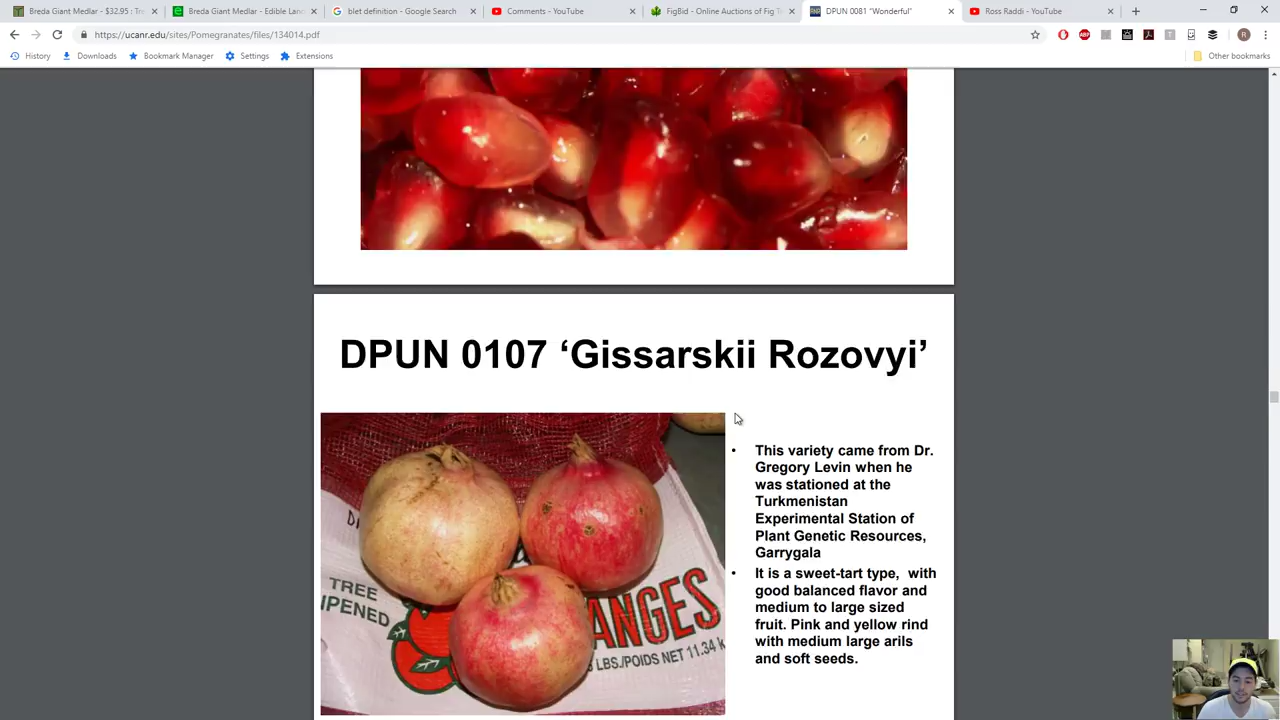 Breda Giant Medlar - $32.95 : Tr
Breda Giant Medlar - Edible Lan
blet definition - Google Search
Comments - YouTube
FigBid - Online Auctions of Fig Tr
DPUN 0081 "Wonderful"
Ross Raddi - YouTube
https://ucanr.edu/sites/Pomegranates/files/134014.pdf
History
Downloads
Bookmark Manager
Settings
Extensions
Other bookmarks
DPUN 0107 ‘Gissarskii Rozovyi’
• This variety came from Dr.
Gregory Levin when he
was stationed at the
Turkmenistan
Experimental Station of
Plant Genetic Resources,
Garrygala
• It is a sweet-tart type, with
good balanced flavor and
medium to large sized
fruit. Pink and yellow rind
with medium large arils
and soft seeds.
TREE
IPENED
ANGES
LBS./POIDS NET 11.34 k